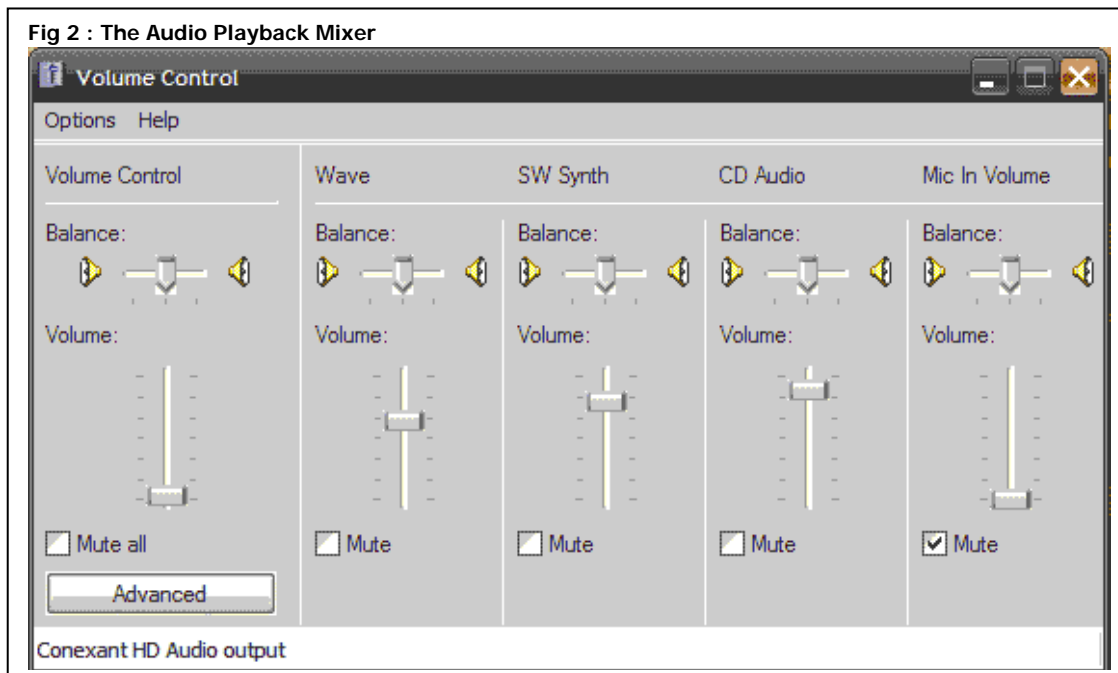 Fig 2 : The Audio Playback Mixer
Volume Control
Options Help
Volume Control Wave SW Synth CD Audio Mic In Volume
Balance: Balance: Balance: Balance: Balance:
Volume: Volume: Volume: Volume: Volume:
Mute all Mute Mute Mute Mute
Advanced
Conexant HD Audio output